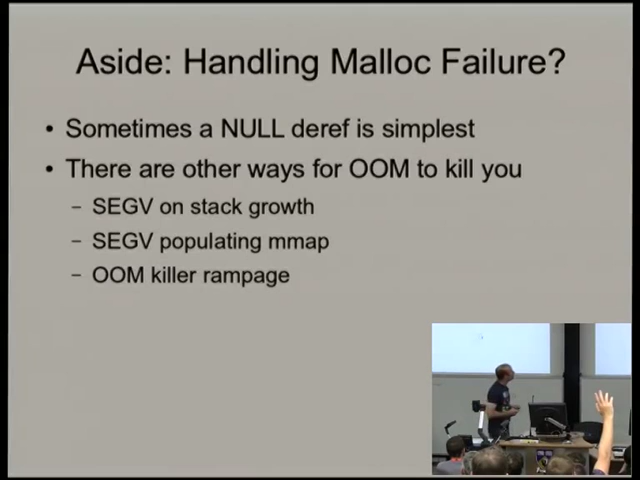 Aside: Handling Malloc Failure?
• Sometimes a NULL deref is simplest
• There are other ways for OOM to kill you
– SEGV on stack growth
– SEGV populating mmap
– OOM killer rampage